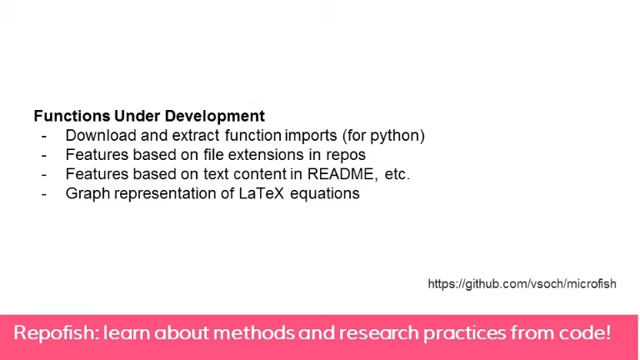 Functions Under Development
- Download and extract function imports (for python)
- Features based on file extensions in repos
- Features based on text content in README, etc.
- Graph representation of LaTeX equations
https://github.com/vsoch/microfish
Repofish: learn about methods and research practices from code!